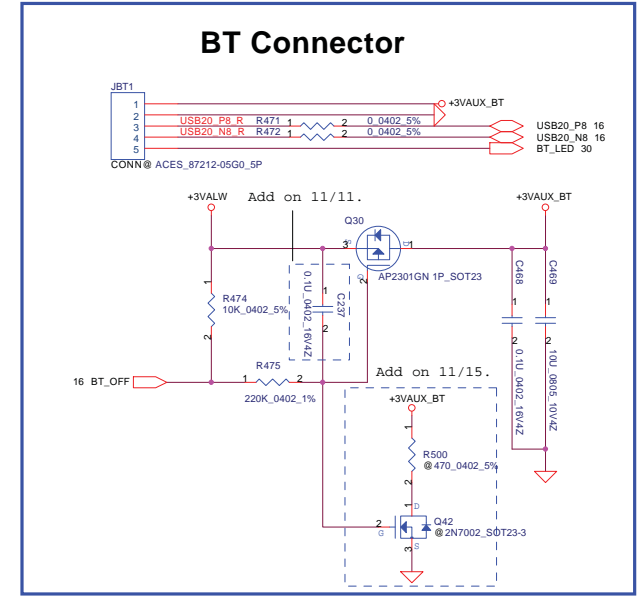 BT Connector
JBT1
1
2
3
4
5
+3VAUX_BT
USB20_P8_R R471 1 2 0_0402_5% USB20_P8 16
USB20_N8_R R472 1 2 0_0402_5% USB20_N8 16
BT_LED 30
CONN@ ACES_87212-05G0_5P
+3VALW
Add on 11/11.
+3VAUX_BT
Q30
3 S D 1
G
AP2301GN 1P_SOT23
1
R474
10K_0402_5%
2
1
C237
0.1U_0402_16V4Z
2
1
C468
0.1U_0402_16V4Z
2
1
C469
10U_0805_10V4Z
2
16 BT_OFF
R475
1 2
220K_0402_1%
Add on 11/15.
+3VAUX_BT
1
R500
@470_0402_5%
2
1
D
2
G
Q42
@2N7002_SOT23-3
3
S